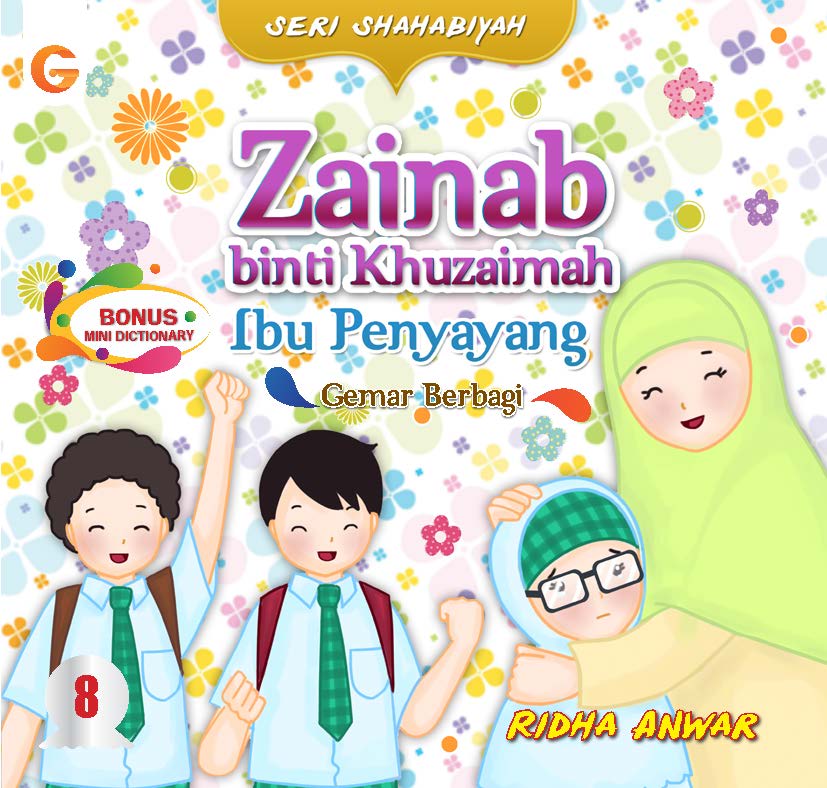 SERI SHAHABIYAH
G
Zainab
binti Khuzaimah
BONUS
MINI DICTIONARY
Ibu Penyayang
Gemar Berbagi
8
RIDHA ANWAR